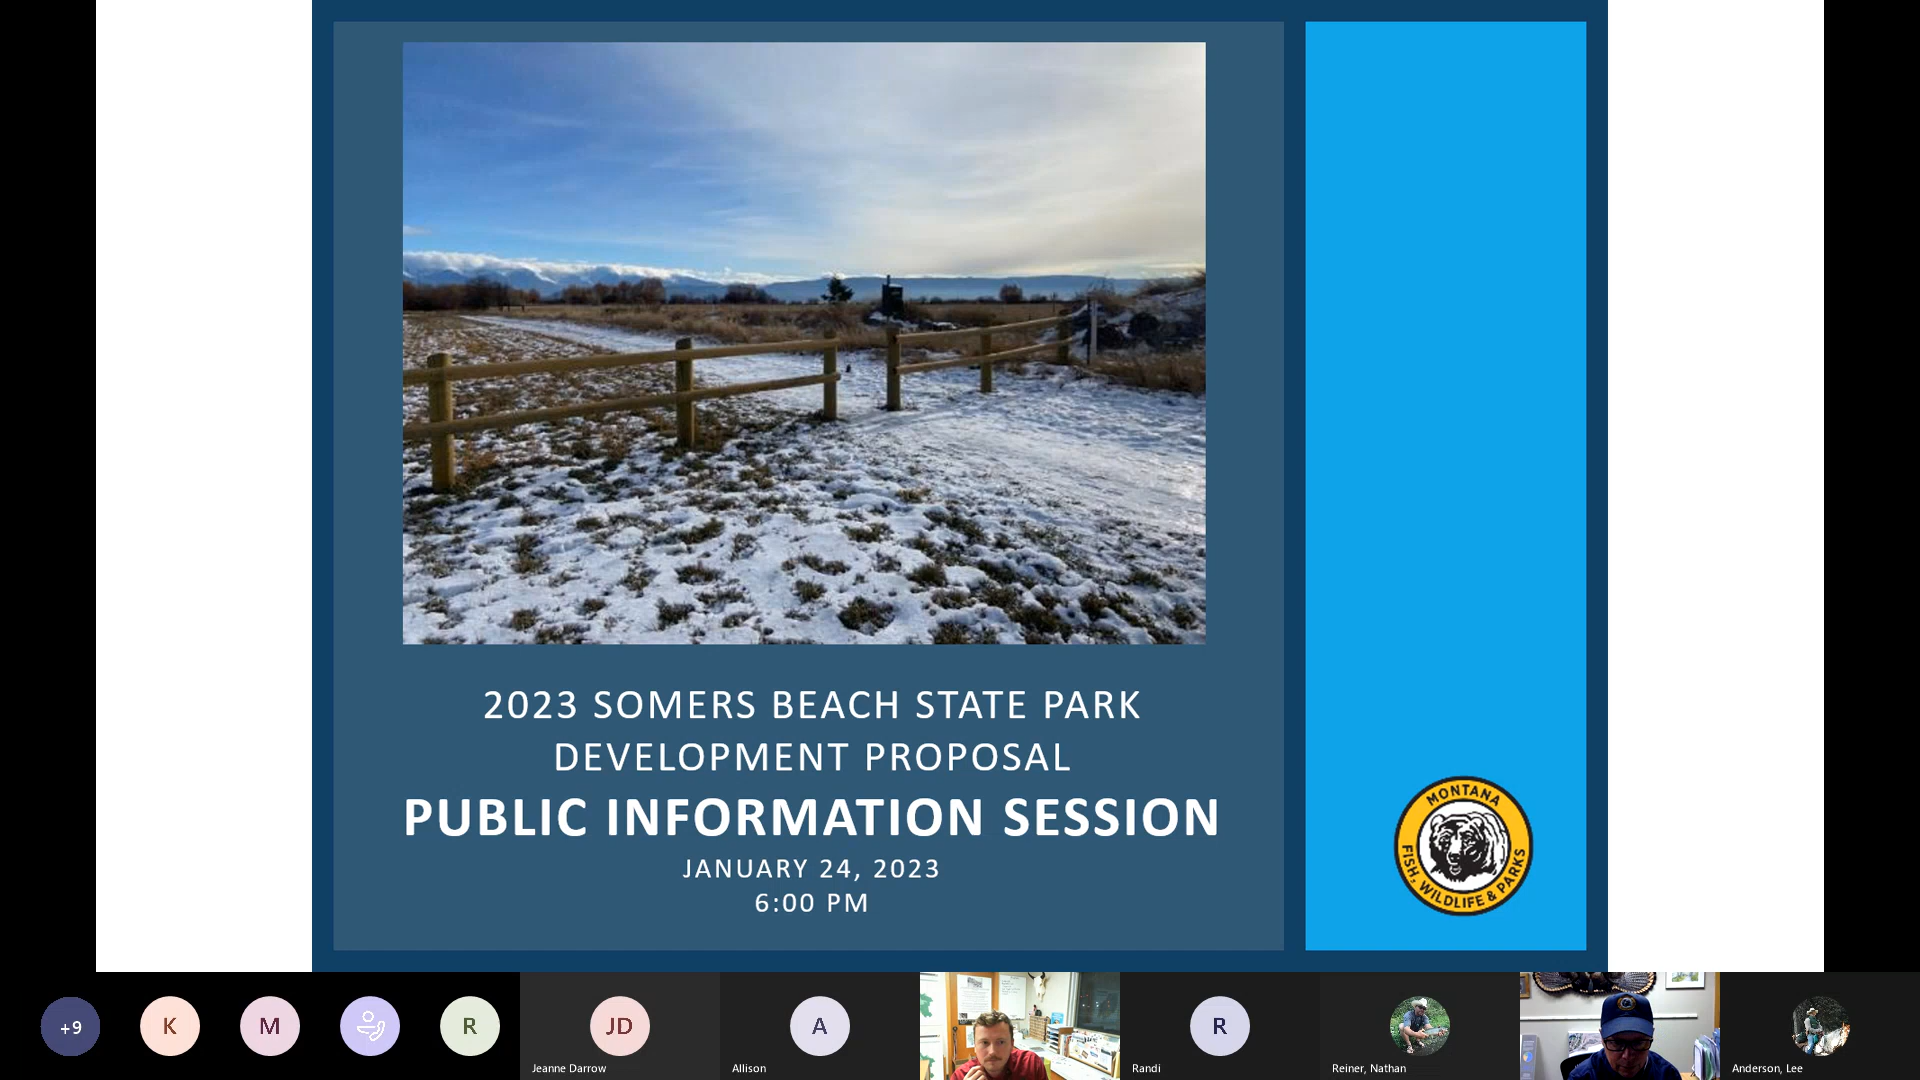 2023 SOMERS BEACH STATE PARK
DEVELOPMENT PROPOSAL
PUBLIC INFORMATION SESSION
JANUARY 24, 2023
6:00 PM
MONTANA
FISH, WILDLIFE & PARKS
+9
K
M
R
JD
Jeanne Darrow
A
Allison
R
Randi
Reiner, Nathan
Anderson, Lee